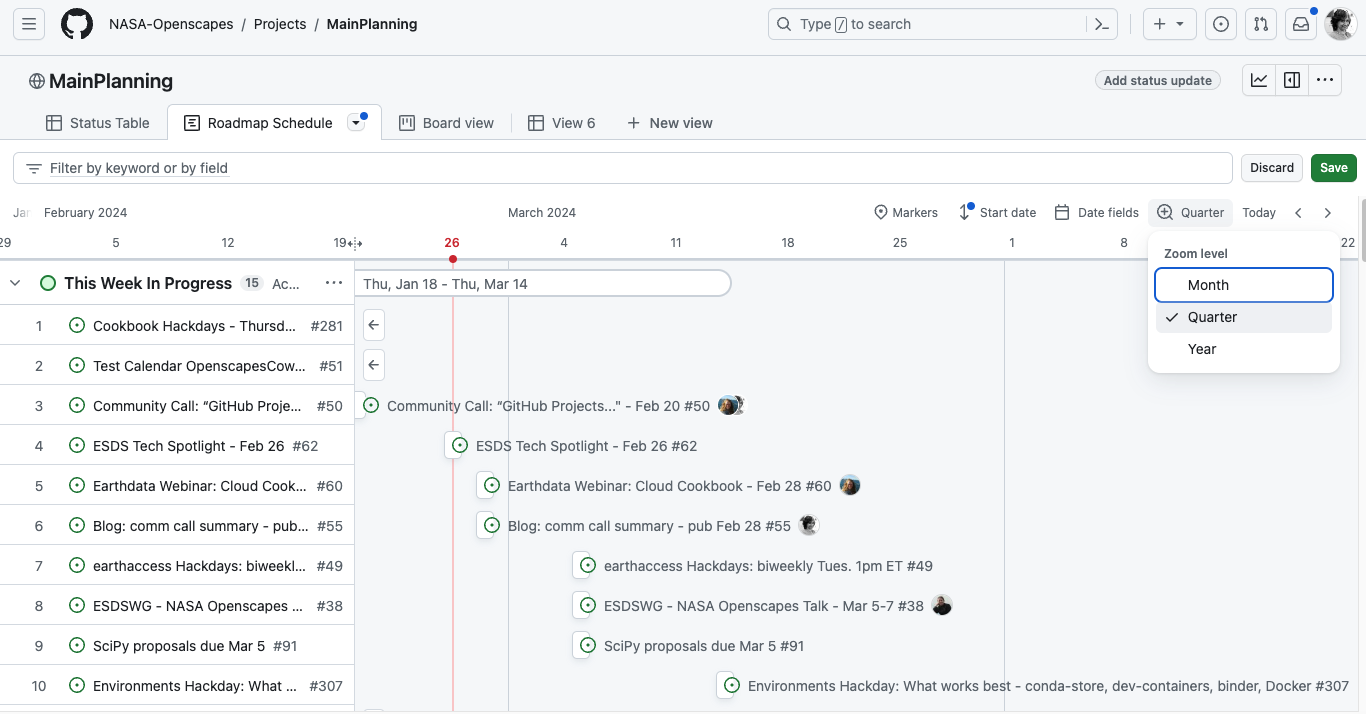 NASA-Openscapes / Projects / MainPlanning
Type / to search
MainPlanning
Add status update
Status Table
Roadmap Schedule
Board view
View 6
New view
Filter by keyword or by field
Discard
Save
February 2024
March 2024
Markers
Start date
Date fields
Quarter
Today
29 5 12 19 26 4 11 18 25 1 8 22
Zoom level
Month
Quarter
Year
This Week In Progress 15 Ac...
Thu, Jan 18 - Thu, Mar 14
1 Cookbook Hackdays - Thursd... #281
2 Test Calendar OpenscapesCow... #51
3 Community Call: “GitHub Proje... #50
Community Call: “GitHub Projects..." - Feb 20 #50
4 ESDS Tech Spotlight - Feb 26 #62
ESDS Tech Spotlight - Feb 26 #62
5 Earthdata Webinar: Cloud Cook... #60
Earthdata Webinar: Cloud Cookbook - Feb 28 #60
6 Blog: comm call summary - pub... #55
Blog: comm call summary - pub Feb 28 #55
7 earthaccess Hackdays: biweekl... #49
earthaccess Hackdays: biweekly Tues. 1pm ET #49
8 ESDSWG - NASA Openscapes ... #38
ESDSWG - NASA Openscapes Talk - Mar 5-7 #38
9 SciPy proposals due Mar 5 #91
SciPy proposals due Mar 5 #91
10 Environments Hackday: What ... #307
Environments Hackday: What works best - conda-store, dev-containers, binder, Docker #307